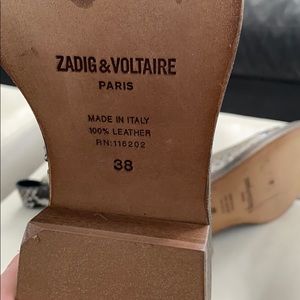 ZADIG & VOLTAIRE
PARIS
MADE IN ITALY
100% LEATHER
RN:116202
38